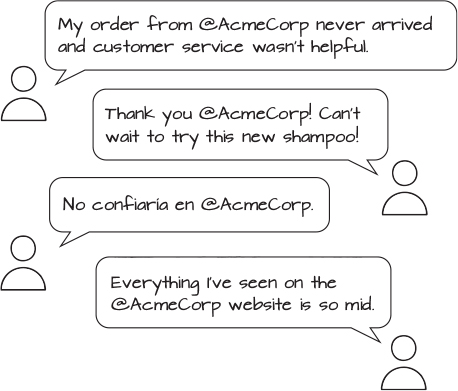 My order from @AcmeCorp never arrived
and customer service wasn't helpful.
Thank you @AcmeCorp! Can't
wait to try this new shampoo!
No confiaría en @AcmeCorp.
Everything I've seen on the
@AcmeCorp website is so mid.